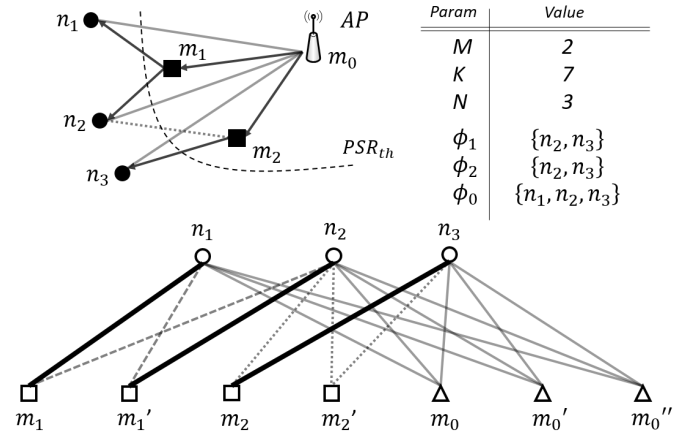 n₁
AP
m₁
m₀
n₂
m₂
PSR_th
n₃
Param Value
M 2
K 7
N 3
ϕ₁ {n₂, n₃}
ϕ₂ {n₂, n₃}
ϕ₀ {n₁, n₂, n₃}
n₁ n₂ n₃
m₁ m₁′ m₂ m₂′ m₀ m₀′ m₀′′